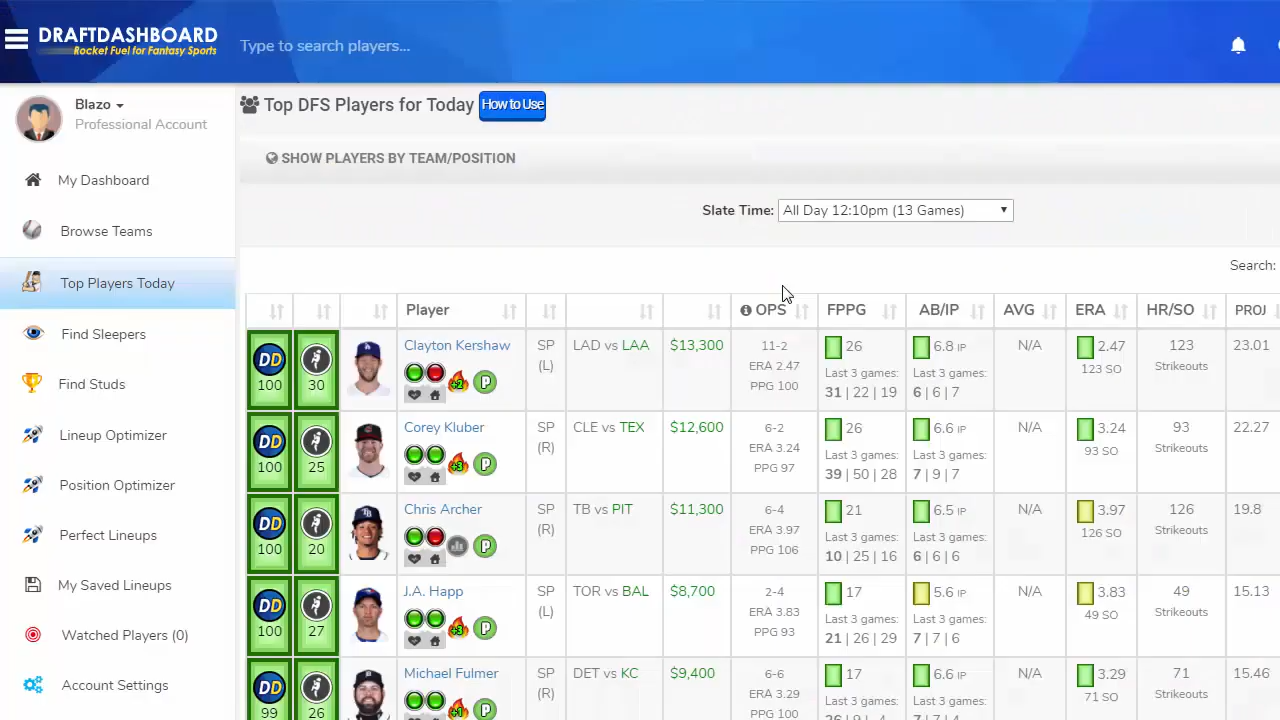 DRAFTDASHBOARD
Rocket Fuel for Fantasy Sports
Type to search players...
Blazo
Professional Account
My Dashboard
Browse Teams
Top Players Today
Find Sleepers
Find Studs
Lineup Optimizer
Position Optimizer
Perfect Lineups
My Saved Lineups
Watched Players (0)
Account Settings
Top DFS Players for Today How to Use
SHOW PLAYERS BY TEAM/POSITION
Slate Time: All Day 12:10pm (13 Games)
Search:
Player OPS FPPG AB/IP AVG ERA HR/SO PROJ
DD 100 30 Clayton Kershaw SP LAD vs LAA $13,300 11-2 26 6.8 IP N/A 2.47 123 23.01
(L) ERA 2.47 Last 3 games: Last 3 games: 123 SO Strikeouts
+2 P PPG 100 31 | 22 | 19 6 | 6 | 7
DD 100 25 Corey Kluber SP CLE vs TEX $12,600 6-2 26 6.6 IP N/A 3.24 93 22.27
(R) ERA 3.24 Last 3 games: Last 3 games: 93 SO Strikeouts
+3 P PPG 97 39 | 50 | 28 7 | 9 | 7
DD 100 20 Chris Archer SP TB vs PIT $11,300 6-4 21 6.5 IP N/A 3.97 126 19.8
(R) ERA 3.97 Last 3 games: Last 3 games: 126 SO Strikeouts
P PPG 106 10 | 25 | 16 6 | 6 | 6
DD 100 27 J.A. Happ SP TOR vs BAL $8,700 2-4 17 5.6 IP N/A 3.83 49 15.13
(L) ERA 3.83 Last 3 games: Last 3 games: 49 SO Strikeouts
+3 P PPG 93 21 | 26 | 29 7 | 7 | 6
DD 99 26 Michael Fulmer SP DET vs KC $9,400 6-6 17 6.6 IP N/A 3.29 71 15.46
(R) ERA 3.29 Last 3 games: Last 3 games: 71 SO Strikeouts
+1 P PPG 100